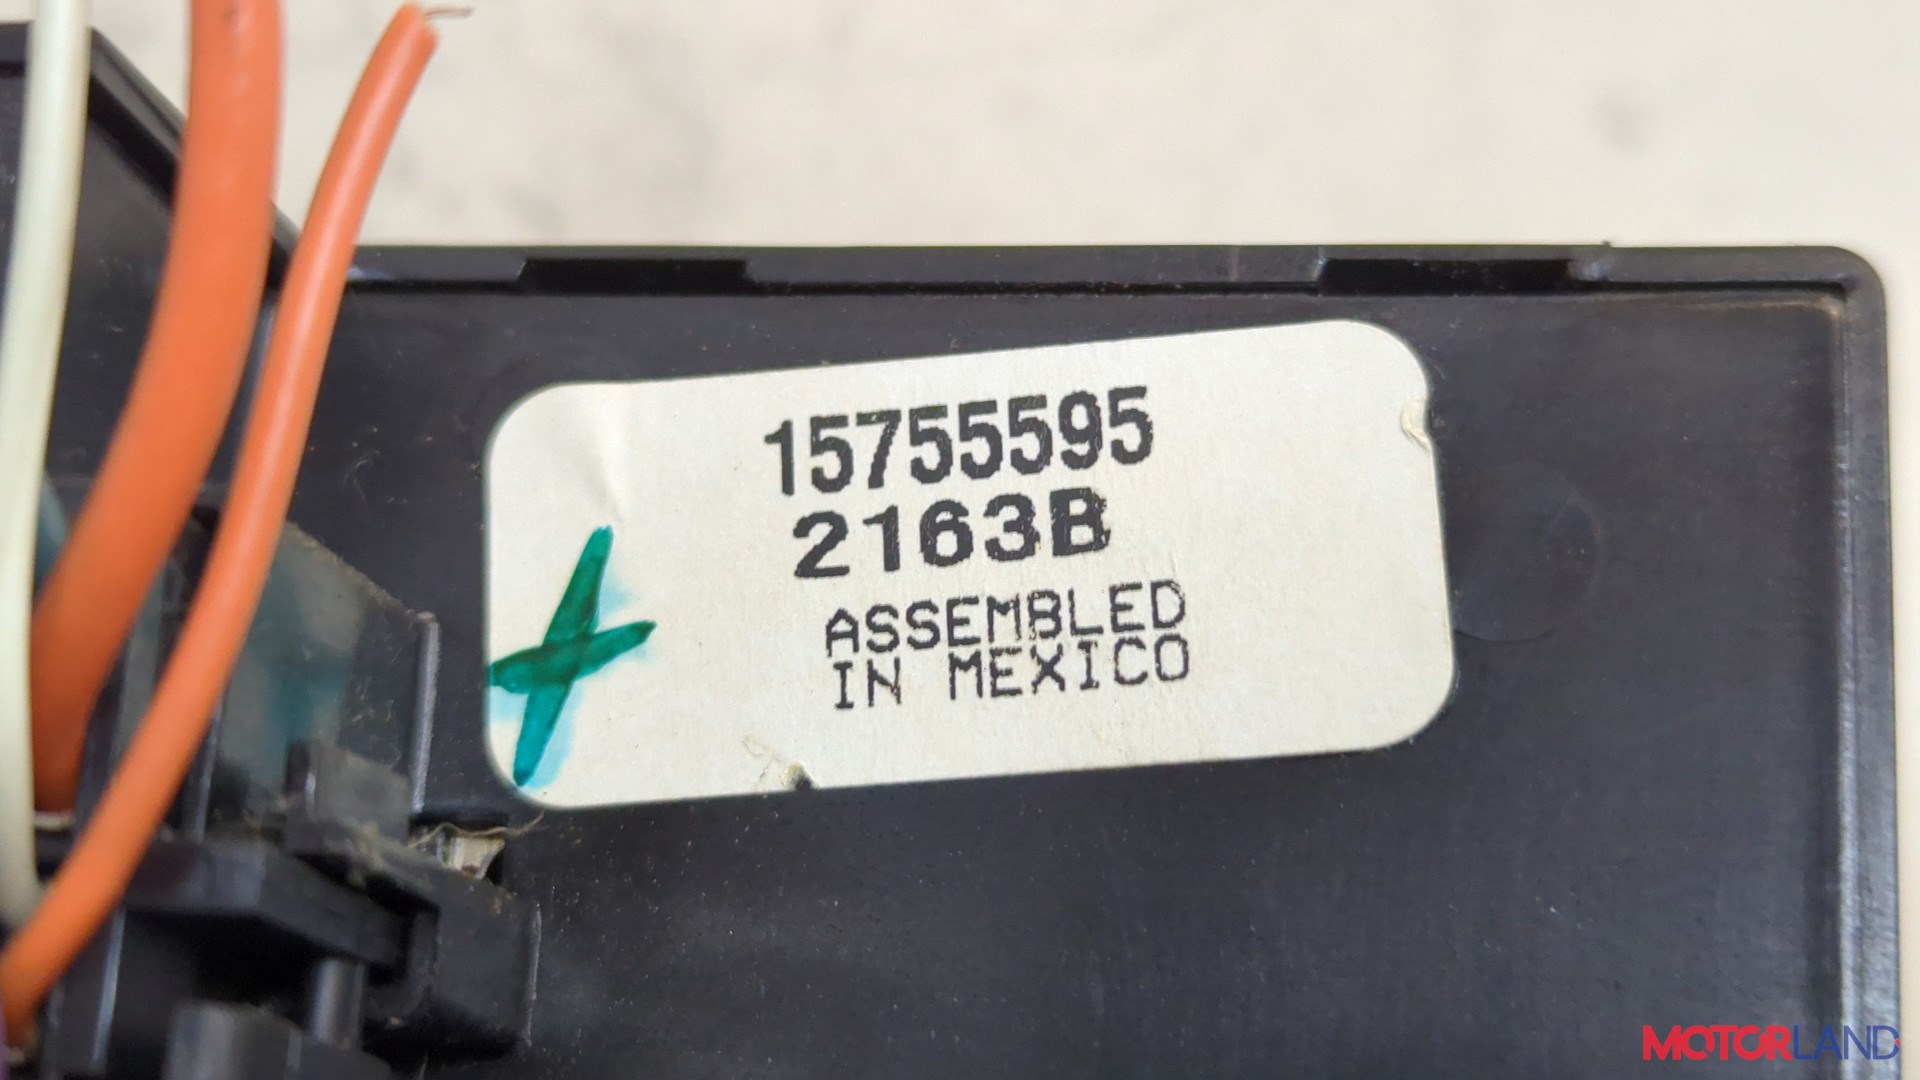 15755595
2163B
ASSEMBLED
IN MEXICO
MOTORLAND